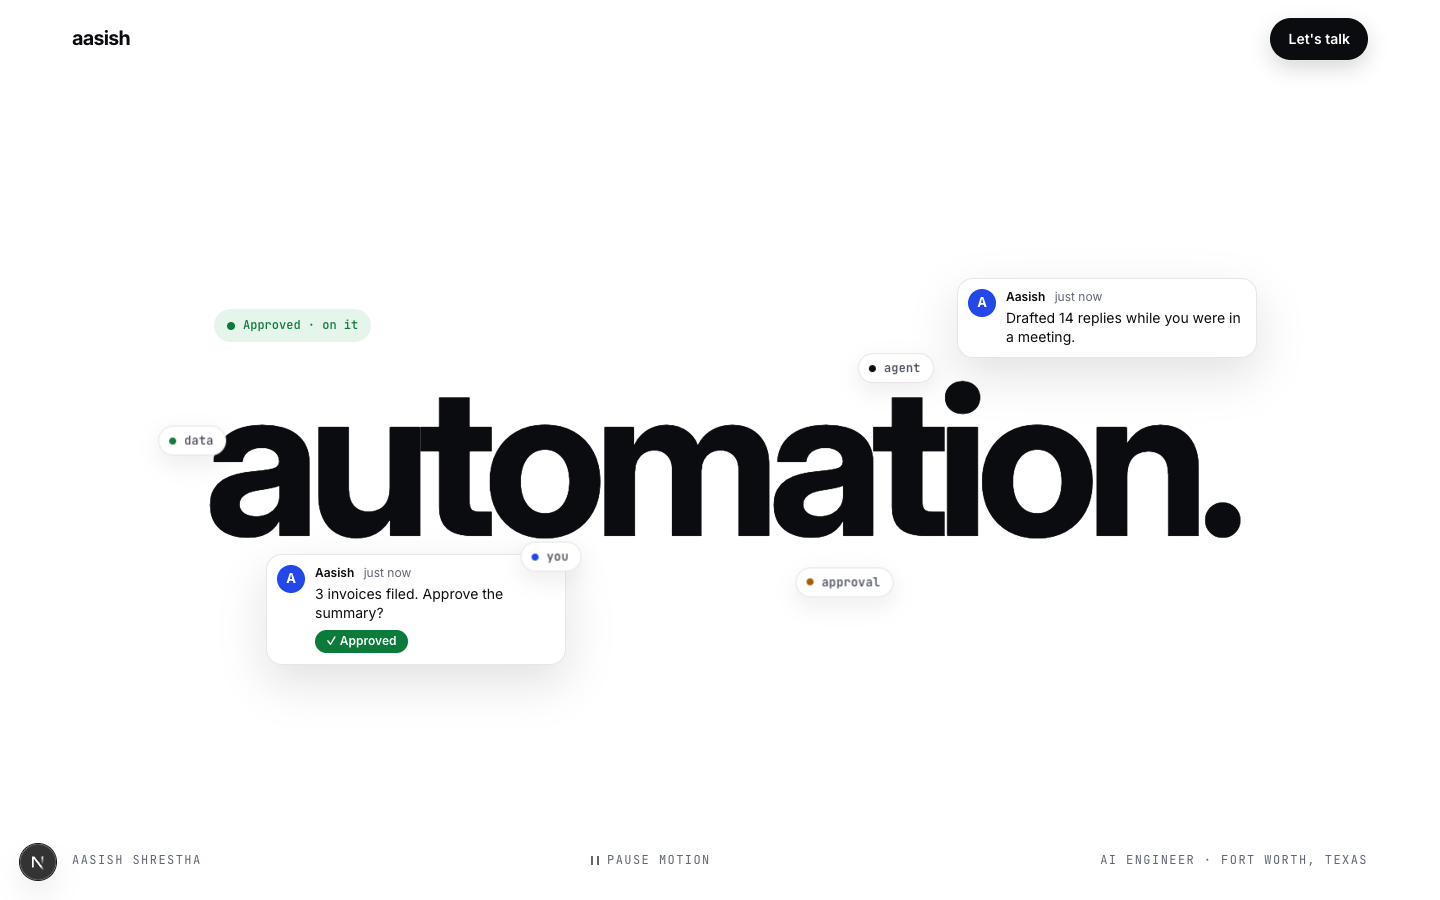 aasish
Let's talk
Aasish just now
Drafted 14 replies while you were in
a meeting.
Approved · on it
agent
data
automation.
you
Aasish just now
3 invoices filed. Approve the
summary?
✓ Approved
approval
N
AASISH SHRESTHA
PAUSE MOTION
AI ENGINEER · FORT WORTH, TEXAS
A
A